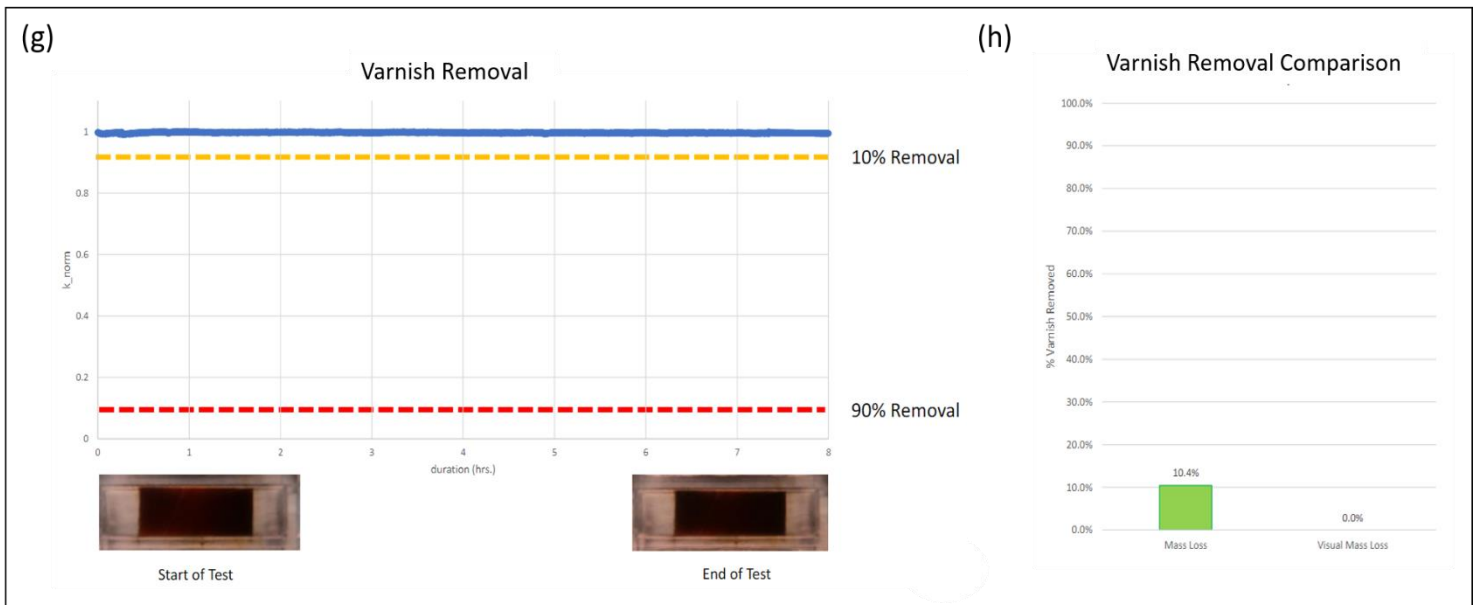 (g)
Varnish Removal
1
0.8
0.6
0.4
0.2
0
k_norm
0 1 2 3 4 5 6 7 8
duration (hrs.)
10% Removal
90% Removal
Start of Test
End of Test
(h)
Varnish Removal Comparison
100.0%
90.0%
80.0%
70.0%
60.0%
50.0%
40.0%
30.0%
20.0%
10.0%
0.0%
% Varnish Removed
10.4%
0.0%
Mass Loss
Visual Mass Loss